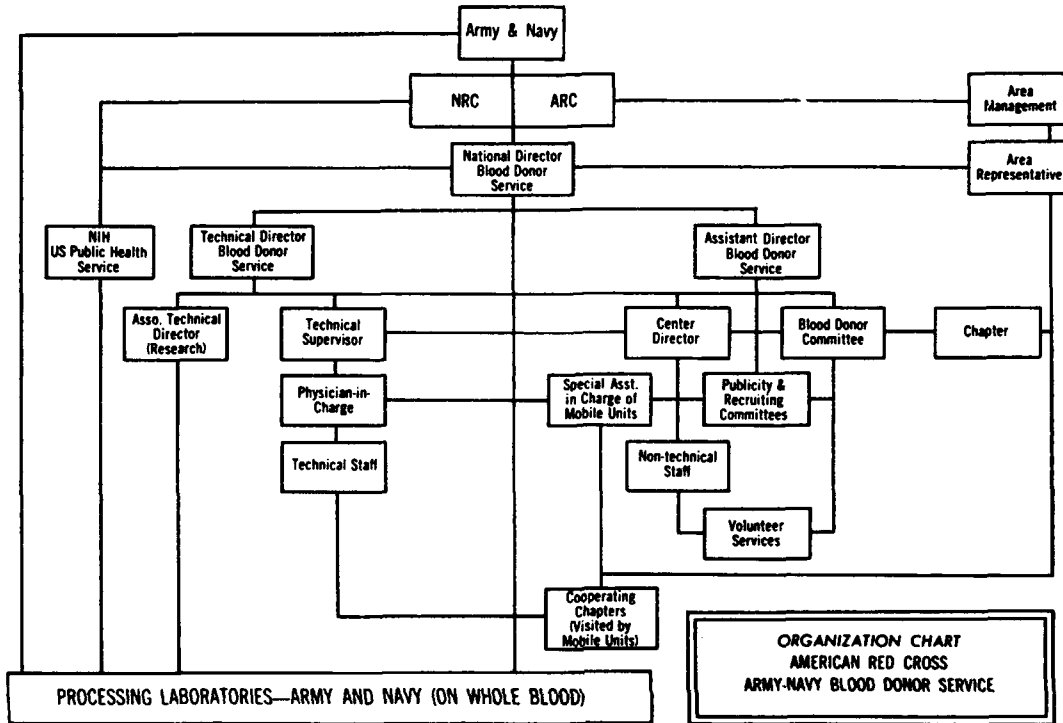 Army & Navy
NRC
ARC
Area
Management
National Director
Blood Donor
Service
Area
Representative
NIH
US Public Health
Service
Technical Director
Blood Donor
Service
Assistant Director
Blood Donor
Service
Asso. Technical
Director
(Research)
Technical
Supervisor
Center
Director
Blood Donor
Committee
Chapter
Physician-in-
Charge
Special Asst.
in Charge of
Mobile Units
Publicity &
Recruiting
Committees
Technical Staff
Non-technical
Staff
Volunteer
Services
Cooperating
Chapters
(Visited by
Mobile Units)
ORGANIZATION CHART
AMERICAN RED CROSS
ARMY-NAVY BLOOD DONOR SERVICE
PROCESSING LABORATORIES—ARMY AND NAVY (ON WHOLE BLOOD)